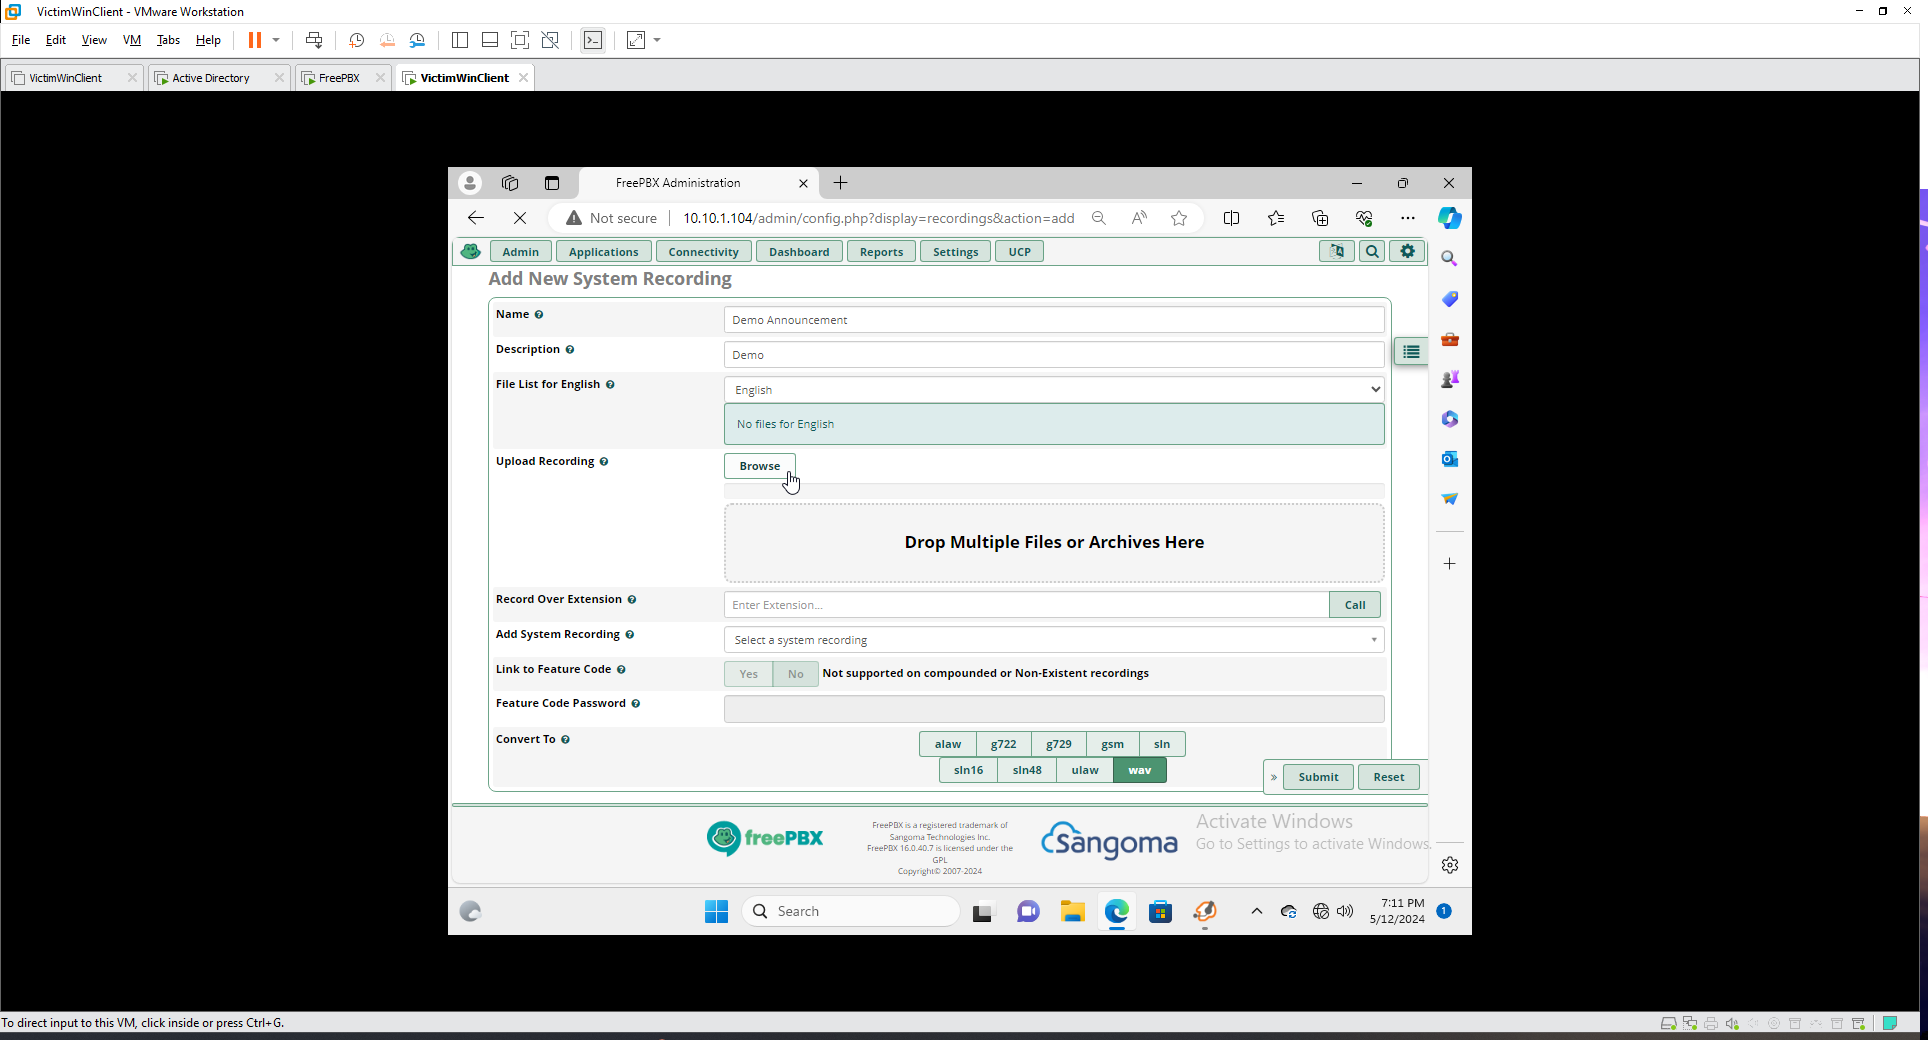 VictimWinClient - VMware Workstation
File Edit View VM Tabs Help
VictimWinClient Active Directory FreePBX VictimWinClient
FreePBX Administration
Not secure 10.10.1.104/admin/config.php?display=recordings&action=add
Admin Applications Connectivity Dashboard Reports Settings UCP
Add New System Recording
Name Demo Announcement
Description Demo
File List for English English
No files for English
Upload Recording Browse
Drop Multiple Files or Archives Here
Record Over Extension Enter Extension... Call
Add System Recording Select a system recording
Link to Feature Code Yes No Not supported on compounded or Non-Existent recordings
Feature Code Password
Convert To alaw g722 g729 gsm sln
sln16 sln48 ulaw wav
» Submit Reset
freePBX
FreePBX is a registered trademark of
Sangoma Technologies Inc.
FreePBX 16.0.40.7 is licensed under the
GPL
Copyright© 2007-2024
Sangoma
Activate Windows
Go to Settings to activate Windows.
Search
7:11 PM
5/12/2024
1
To direct input to this VM, click inside or press Ctrl+G.